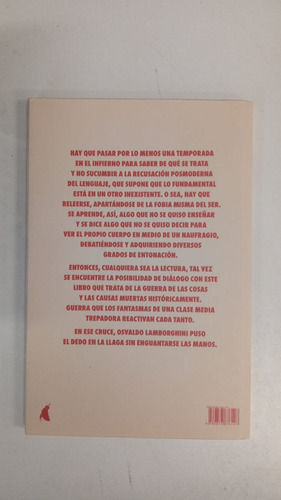 HAY QUE PASAR POR LO MENOS UNA TEMPORADA
EN EL INFIERNO PARA SABER DE QUÉ SE TRATA
Y NO SUCUMBIR A LA RECUSACIÓN POSMODERNA
DEL LENGUAJE, QUE SUPONE QUE LO FUNDAMENTAL
ESTÁ EN UN OTRO INEXISTENTE. O SEA, HAY QUE
RELEERSE, APARTÁNDOSE DE LA FOBIA MISMA DEL SER.
SE APRENDE, ASÍ, ALGO QUE NO SE QUISO ENSEÑAR
Y SE DICE ALGO QUE NO SE QUISO DECIR PARA
VER EL PROPIO CUERPO EN MEDIO DE UN NAUFRAGIO,
DEBATIÉNDOSE Y ADQUIRIENDO DIVERSOS
GRADOS DE ENTONACIÓN.
ENTONCES, CUALQUIERA SEA LA LECTURA, TAL VEZ
SE ENCUENTRE LA POSIBILIDAD DE DIÁLOGO CON ESTE
LIBRO QUE TRATA DE LA GUERRA DE LAS COSAS
Y LAS CAUSAS MUERTAS HISTÓRICAMENTE.
GUERRA QUE LOS FANTASMAS DE UNA CLASE MEDIA
TREPADORA REACTIVAN CADA TANTO.
EN ESE CRUCE, OSVALDO LAMBORGHINI PUSO
EL DEDO EN LA LLAGA SIN ENGUANTARSE LAS MANOS.